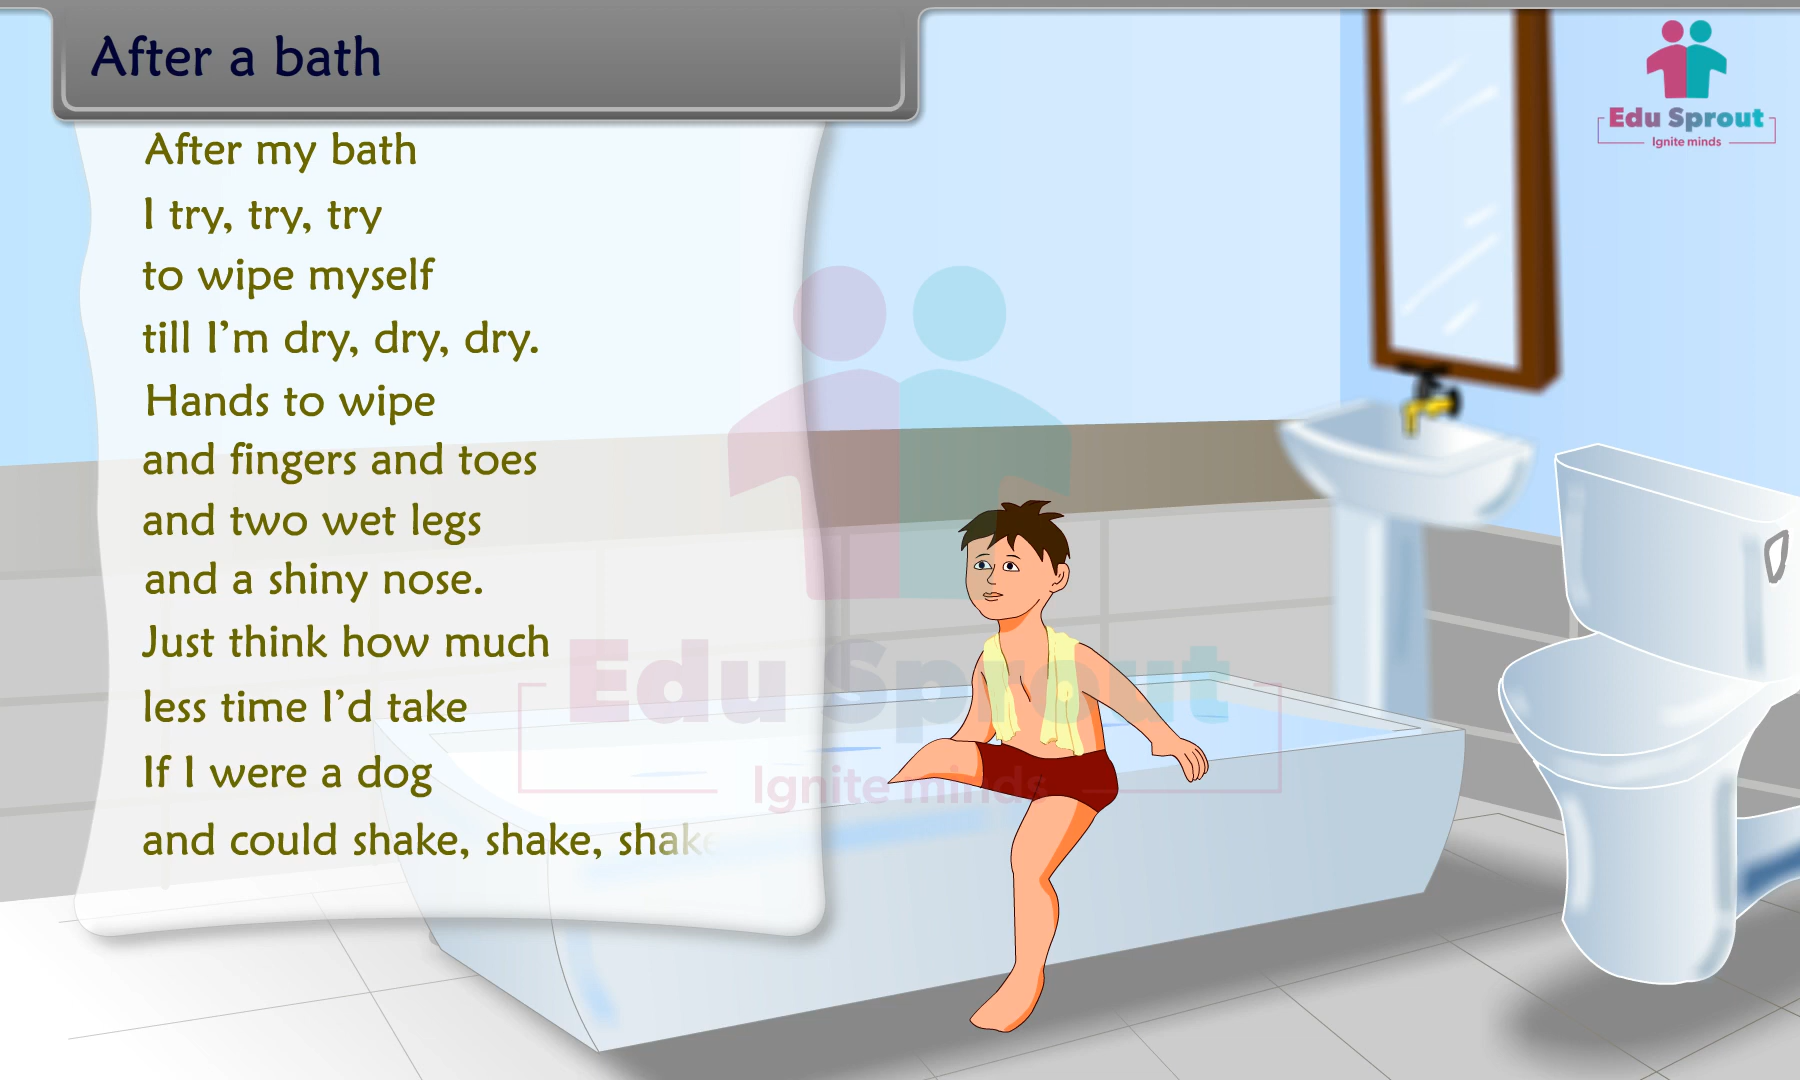 After a bath
After my bath
I try, try, try
to wipe myself
till I'm dry, dry, dry.
Hands to wipe
and fingers and toes
and two wet legs
and a shiny nose.
Just think how much
less time I'd take
If I were a dog
and could shake, shake, shake
Edu Sprout
Ignite minds
Edu Sprout
Ignite minds